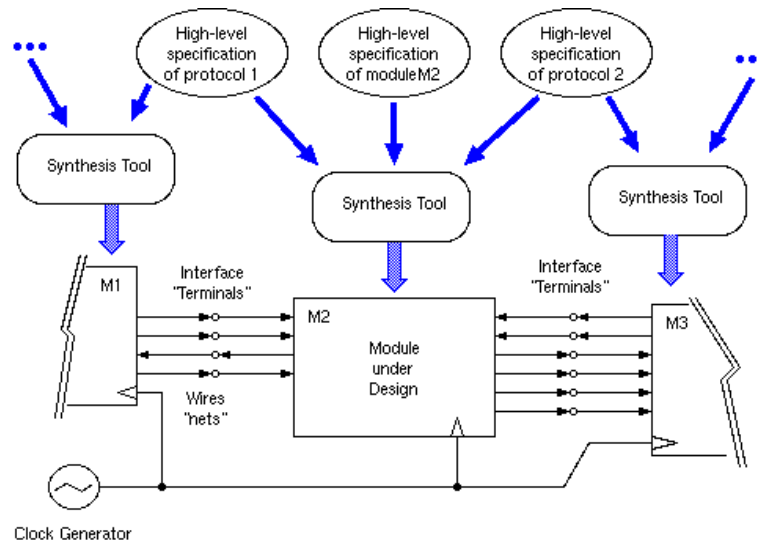 High-level
specification
of protocol 1
High-level
specification
of moduleM2
High-level
specification
of protocol 2
Synthesis Tool
Synthesis Tool
Synthesis Tool
M1
Interface
"Terminals"
Wires
"nets"
M2
Module
under
Design
Interface
"Terminals"
M3
Clock Generator